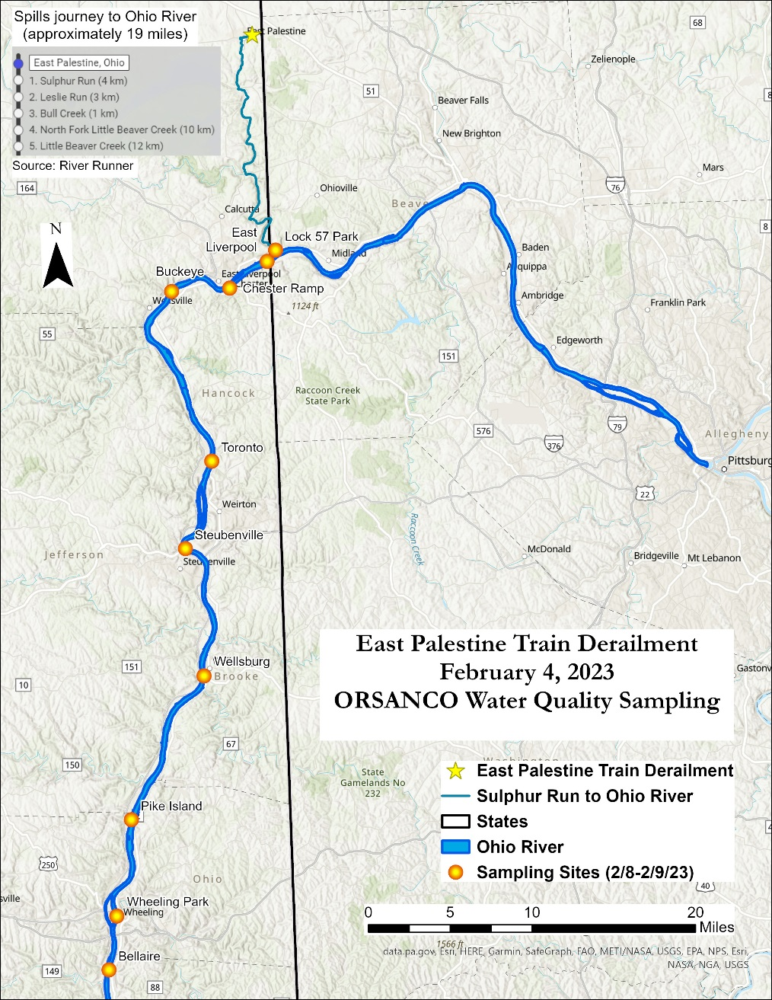 Spills journey to Ohio River
(approximately 19 miles)
East Palestine, Ohio
1. Sulphur Run (4 km)
2. Leslie Run (3 km)
3. Bull Creek (1 km)
4. North Fork Little Beaver Creek (10 km)
5. Little Beaver Creek (12 km)
Source: River Runner
East Palestine
68
Zelienople
51
Beaver Falls
New Brighton
Mars
76
164
Ohioville
Beaver
Calcutta
N
8
East
Liverpool
Lock 57 Park
Midland
Baden
Aliquippa
Buckeye
East Liverpool
Chester Ramp
Wellsville
Ambridge
1124 ft
Franklin Park
55
Edgeworth
151
Hancock
Raccoon Creek
State Park
79
576
376
Allegheny
Toronto
Pittsburg
22
Weirton
Raccoon Creek
Steubenville
Steubenville
Jefferson
McDonald
Bridgeville
Mt Lebanon
East Palestine Train Derailment
February 4, 2023
ORSANCO Water Quality Sampling
Wellsburg
151
Brooke
10
Gastonv
67
150
State
Gamelands No
232
Washington
East Palestine Train Derailment
Sulphur Run to Ohio River
States
Ohio River
Sampling Sites (2/8-2/9/23)
Pike Island
250
Ohio
40
sville
Wheeling Park
Wheeling
0 5 10 20
Miles
1566 ft
Bellaire
data.pa.gov, Esri, HERE, Garmin, SafeGraph, FAO, METI/NASA, USGS, EPA, NPS, Esri,
NASA, NGA, USGS
149
88